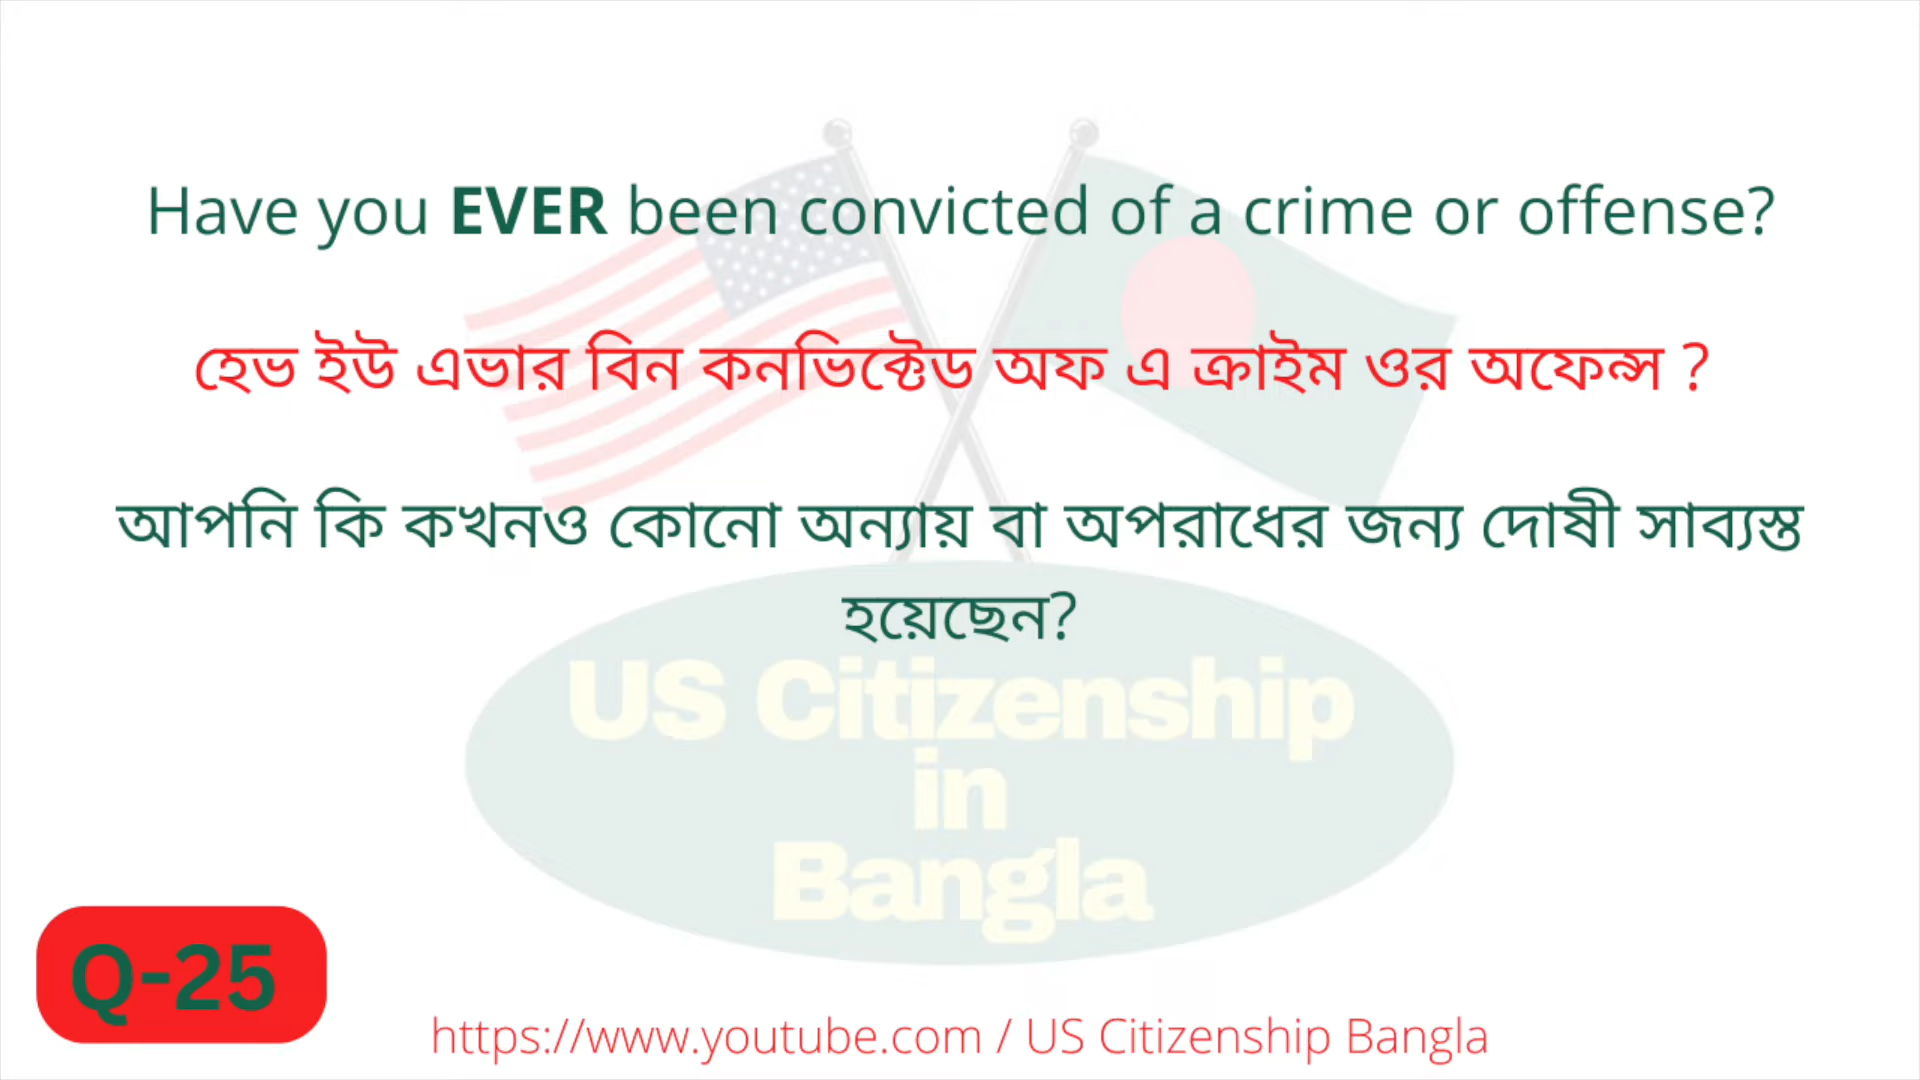 Have you EVER been convicted of a crime or offense?
হেভ ইউ এভার বিন কনভিক্টেড অফ এ ক্রাইম ওর অফেন্স ?
আপনি কি কখনও কোনো অন্যায় বা অপরাধের জন্য দোষী সাব্যস্ত
হয়েছেন?
US Citizenship
in
Bangla
Q-25
https://www.youtube.com / US Citizenship Bangla